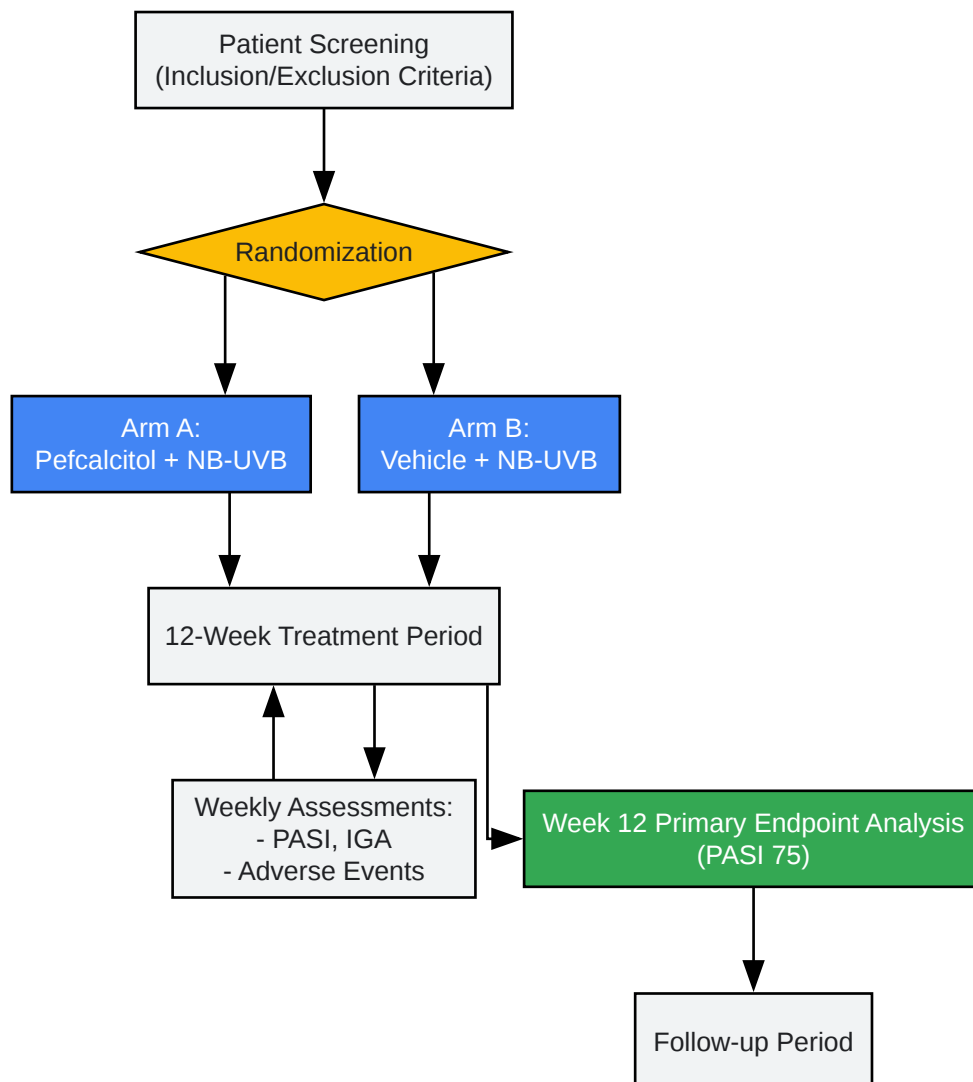 Patient Screening
(Inclusion/Exclusion Criteria)
Randomization
Arm A:
Pefcalcitol + NB-UVB
Arm B:
Vehicle + NB-UVB
12-Week Treatment Period
Weekly Assessments:
- PASI, IGA
- Adverse Events
Week 12 Primary Endpoint Analysis
(PASI 75)
Follow-up Period